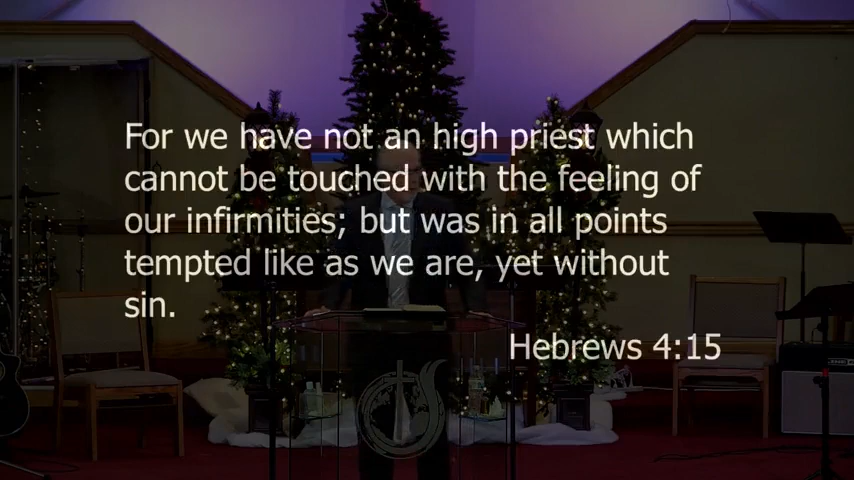 For we have not an high priest which
cannot be touched with the feeling of
our infirmities; but was in all points
tempted like as we are, yet without
sin.
Hebrews 4:15